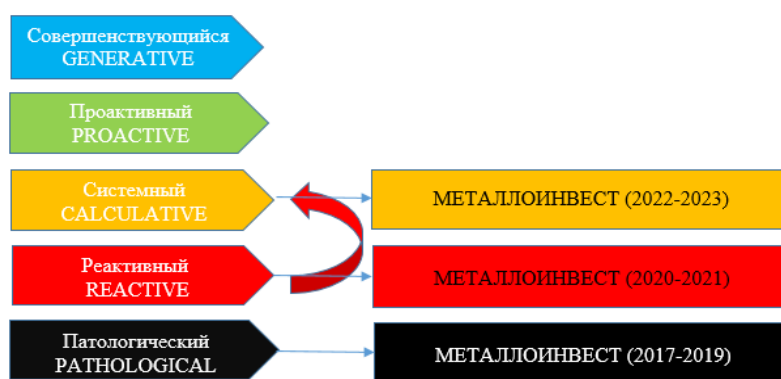 Совершенствующийся
GENERATIVE
Проактивный
PROACTIVE
Системный
CALCULATIVE
МЕТАЛЛОИНВЕСТ (2022-2023)
Реактивный
REACTIVE
МЕТАЛЛОИНВЕСТ (2020-2021)
Патологический
PATHOLOGICAL
МЕТАЛЛОИНВЕСТ (2017-2019)